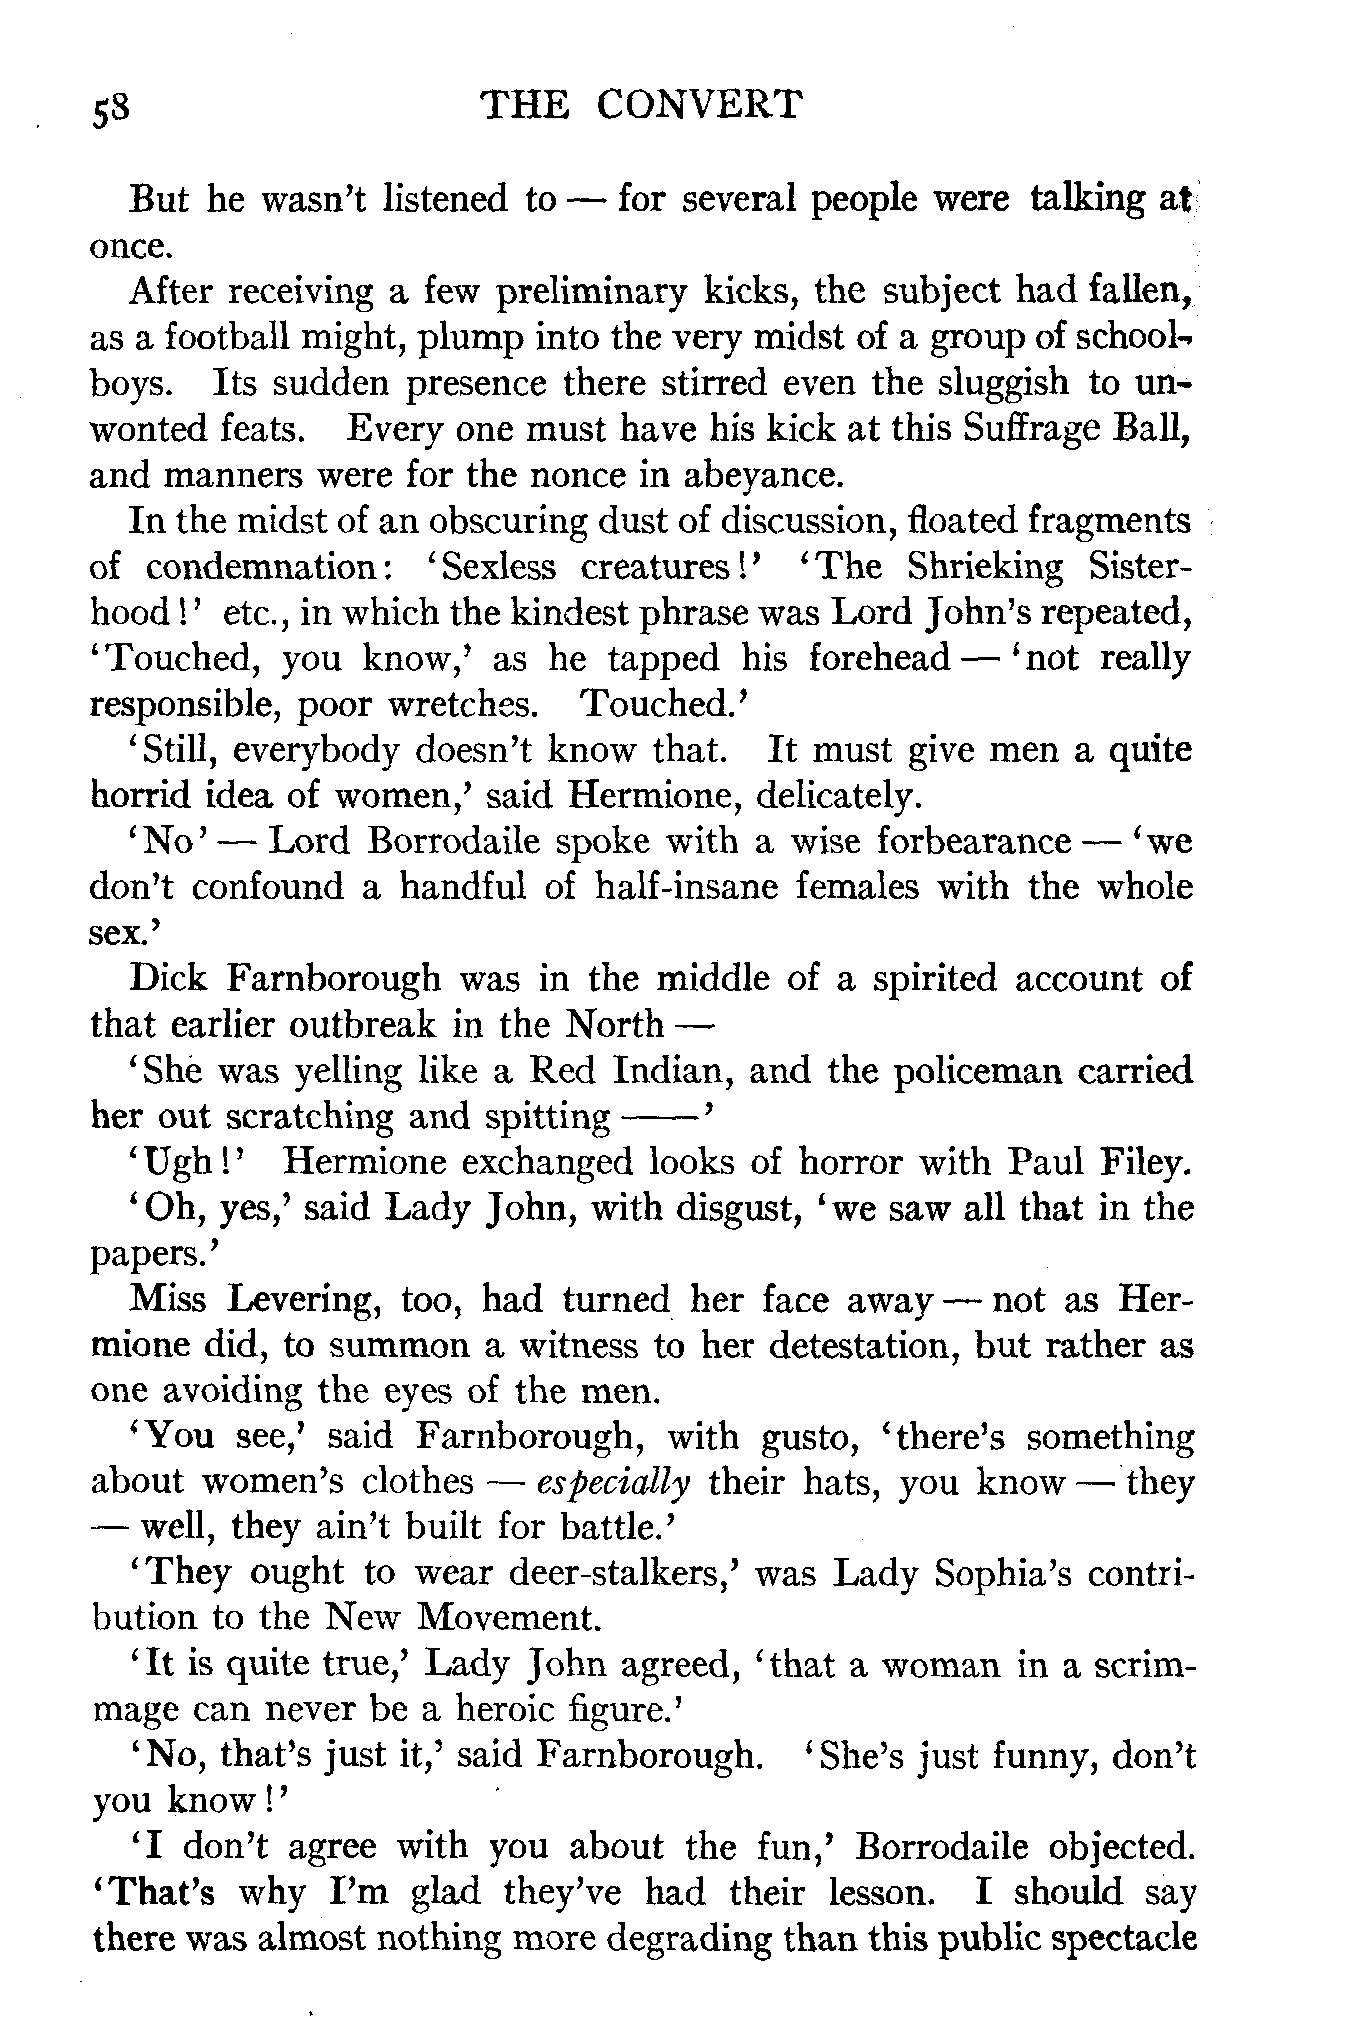 58 THE CONVERT
But he wasn't listened to — for several people were talking at
once.
After receiving a few preliminary kicks, the subject had fallen,
as a football might, plump into the very midst of a group of school-
boys. Its sudden presence there stirred even the sluggish to un-
wonted feats. Every one must have his kick at this Suffrage Ball,
and manners were for the nonce in abeyance.
In the midst of an obscuring dust of discussion, floated fragments
of condemnation: 'Sexless creatures!' 'The Shrieking Sister-
hood!' etc., in which the kindest phrase was Lord John's repeated,
'Touched, you know,' as he tapped his forehead — 'not really
responsible, poor wretches. Touched.'
'Still, everybody doesn't know that. It must give men a quite
horrid idea of women,' said Hermione, delicately.
'No' — Lord Borrodaile spoke with a wise forbearance — 'we
don't confound a handful of half-insane females with the whole
sex.'
Dick Farnborough was in the middle of a spirited account of
that earlier outbreak in the North —
'She was yelling like a Red Indian, and the policeman carried
her out scratching and spitting ——'
'Ugh!' Hermione exchanged looks of horror with Paul Filey.
'Oh, yes,' said Lady John, with disgust, 'we saw all that in the
papers.'
Miss Levering, too, had turned her face away — not as Her-
mione did, to summon a witness to her detestation, but rather as
one avoiding the eyes of the men.
'You see,' said Farnborough, with gusto, 'there's something
about women's clothes — especially their hats, you know — they
— well, they ain't built for battle.'
'They ought to wear deer-stalkers,' was Lady Sophia's contri-
bution to the New Movement.
'It is quite true,' Lady John agreed, 'that a woman in a scrim-
mage can never be a heroic figure.'
'No, that's just it,' said Farnborough. 'She's just funny, don't
you know!'
'I don't agree with you about the fun,' Borrodaile objected.
'That's why I'm glad they've had their lesson. I should say
there was almost nothing more degrading than this public spectacle